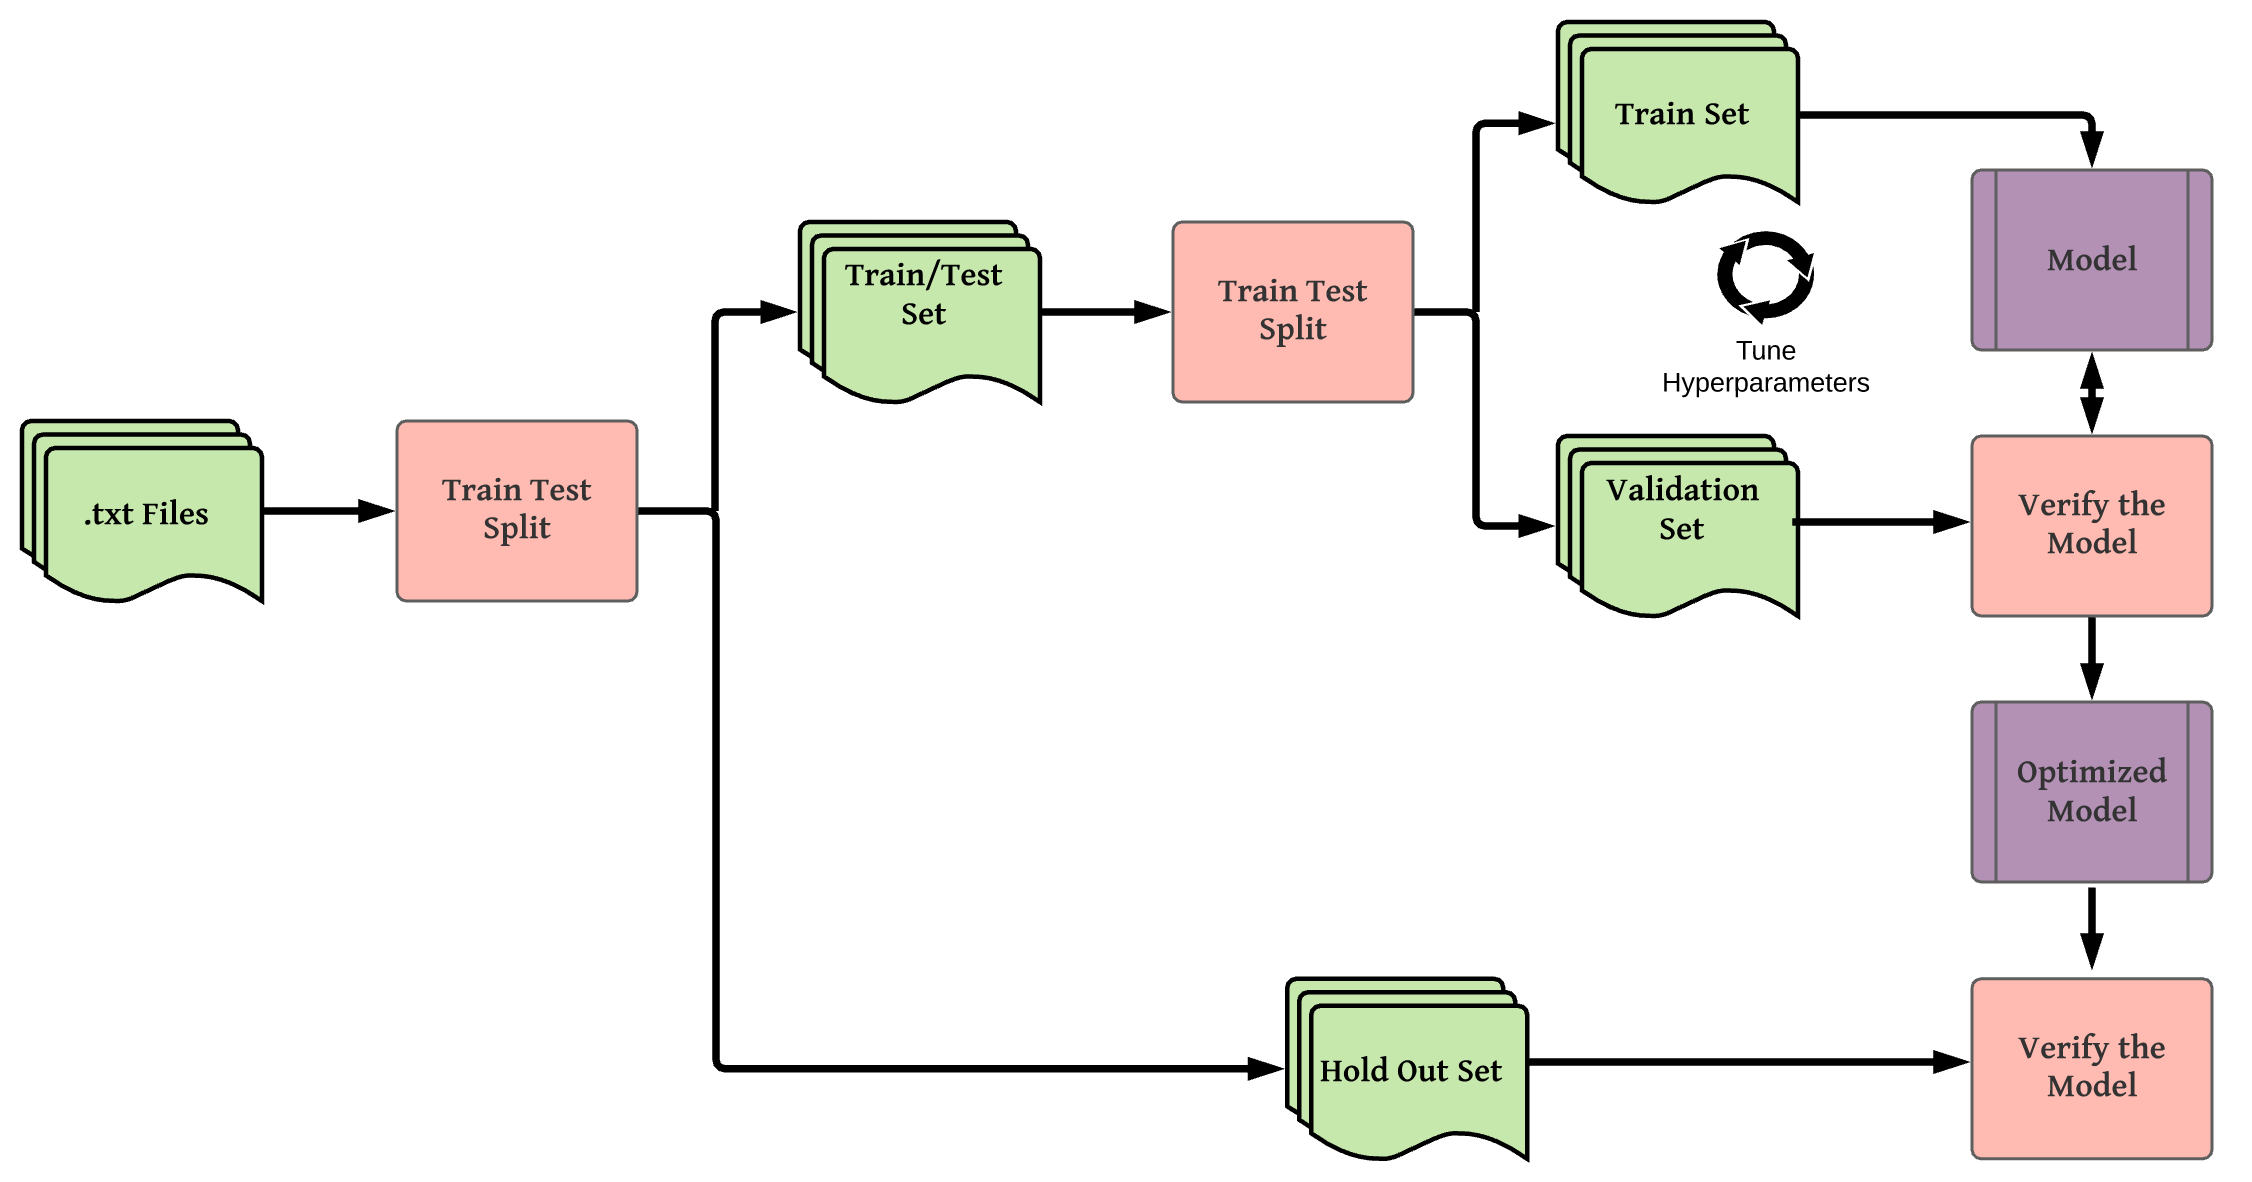 .txt Files
Train Test
Split
Train/Test
Set
Train Test
Split
Train Set
Tune
Hyperparameters
Validation
Set
Model
Verify the
Model
Optimized
Model
Hold Out Set
Verify the
Model